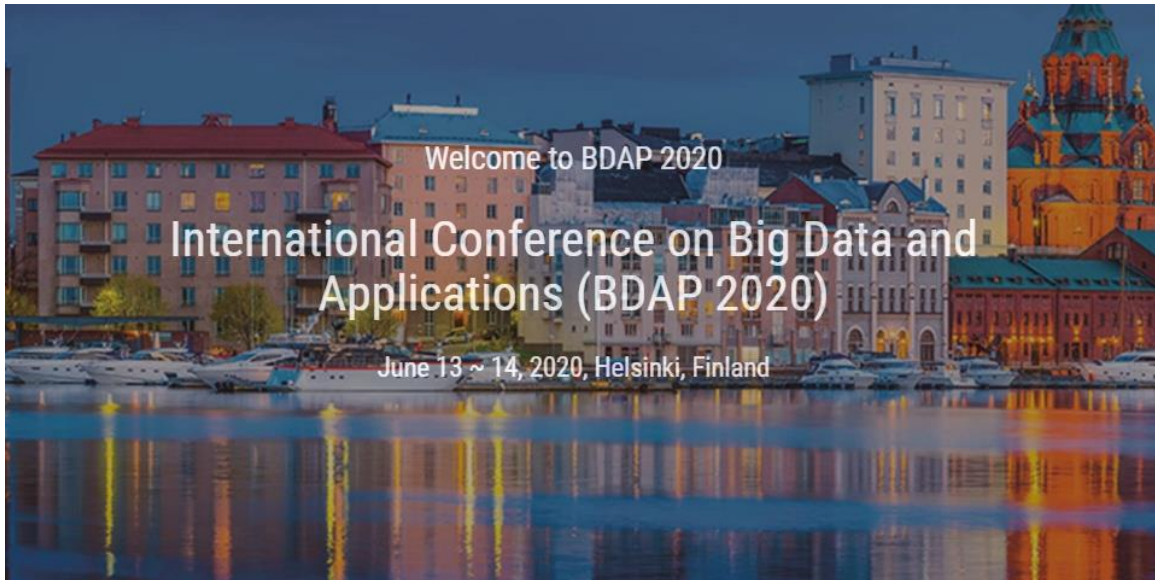 Welcome to BDAP 2020
International Conference on Big Data and
Applications (BDAP 2020)
June 13 ~ 14, 2020, Helsinki, Finland